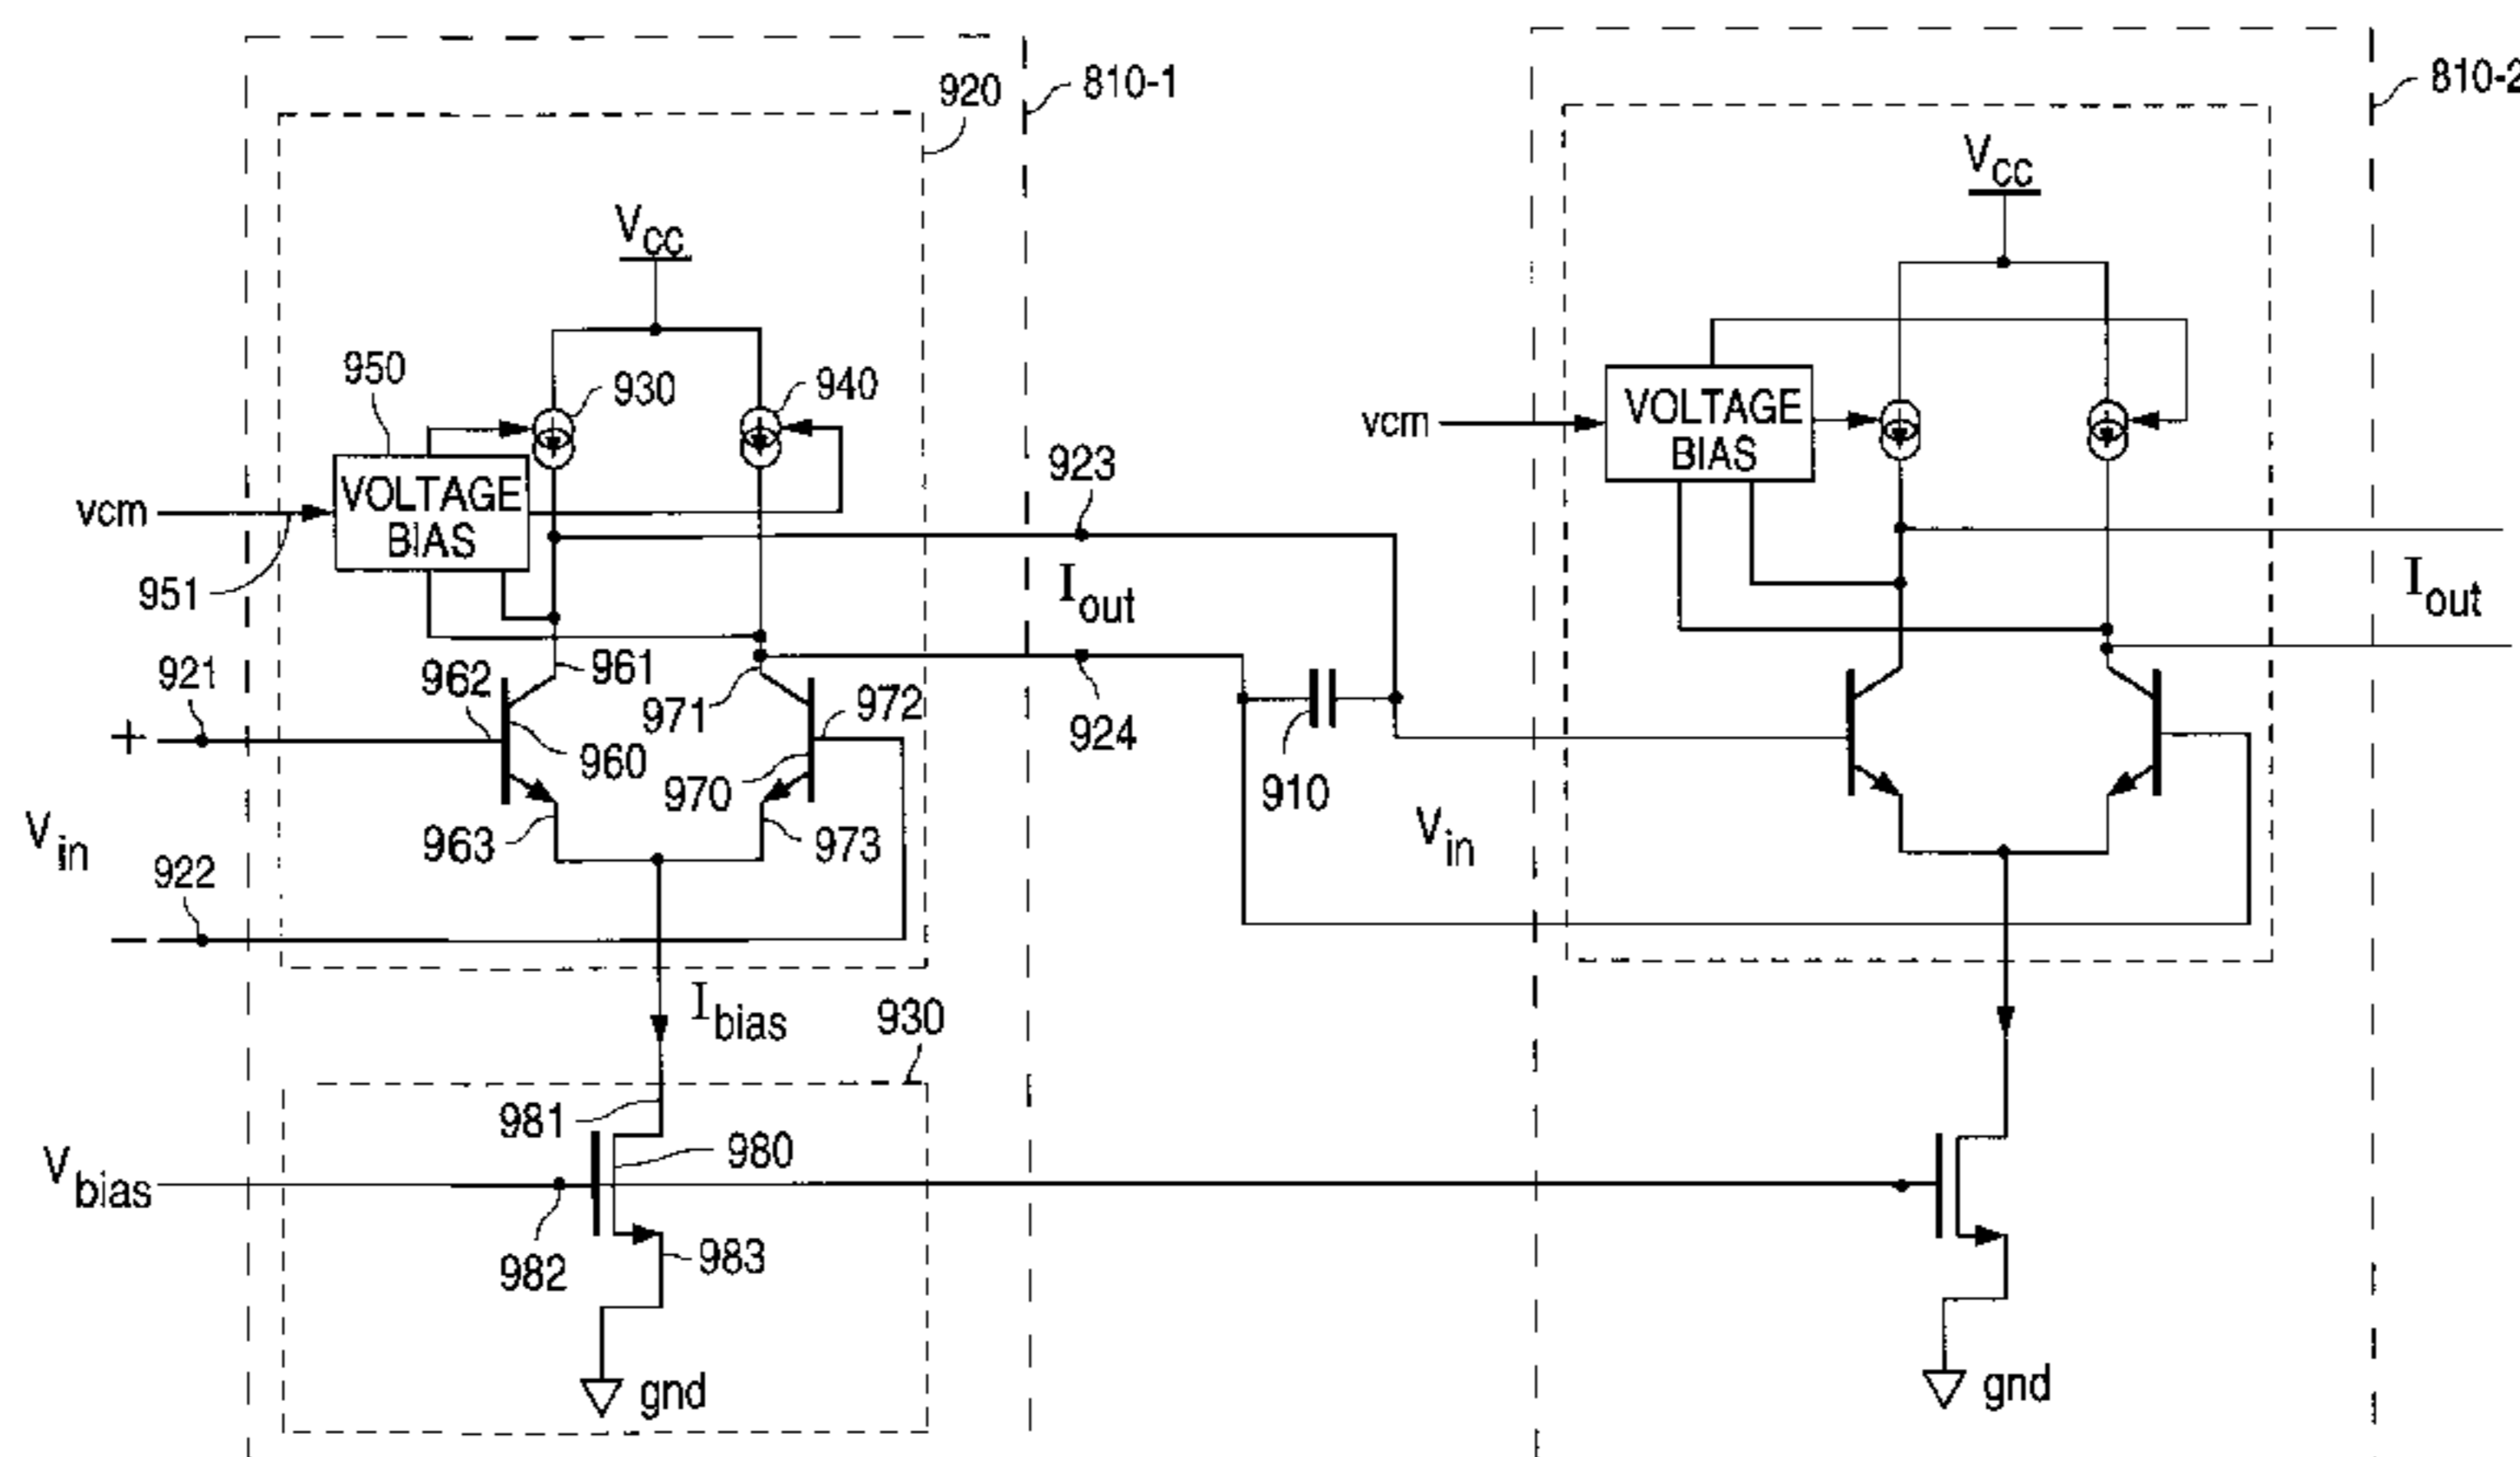 920
810-1
810-2
Vcc
Vcc
950
930
940
VOLTAGE
BIAS
vcm
951
923
Iout
vcm
VOLTAGE
BIAS
Iout
921
962
961
971
972
924
+
960
970
910
Vin
963
973
Vin
922
−
Ibias
930
981
980
Vbias
982
983
gnd
gnd